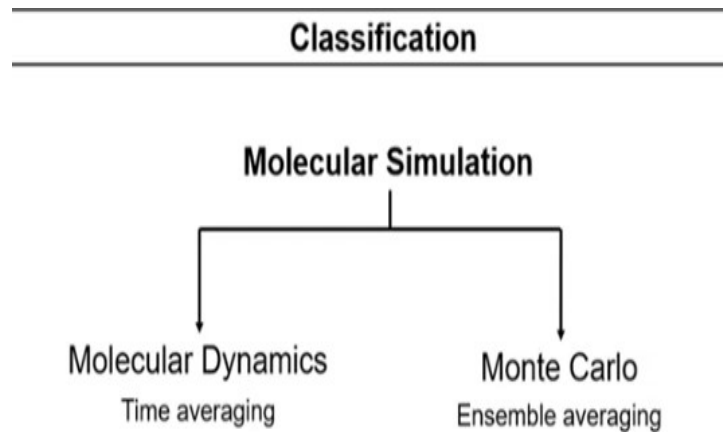 Classification
Molecular Simulation
Molecular Dynamics
Time averaging
Monte Carlo
Ensemble averaging